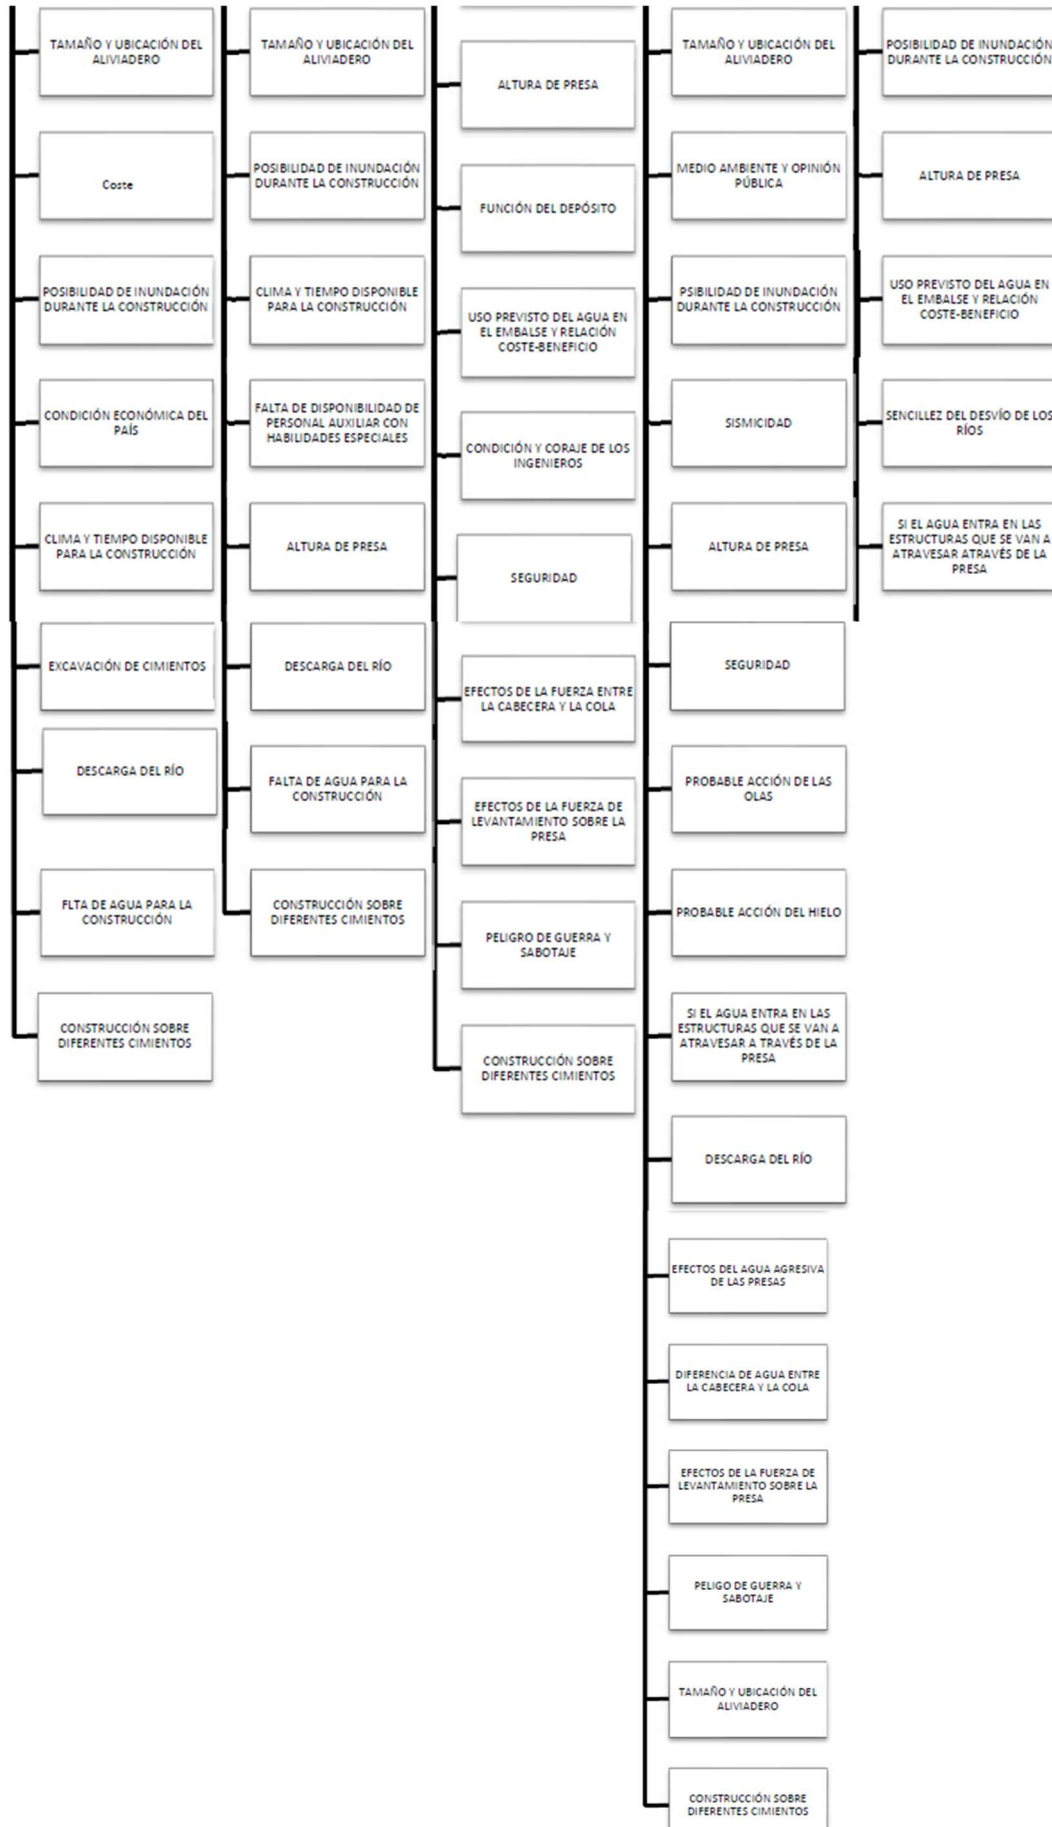 TAMAÑO Y UBICACIÓN DEL
ALIVIADERO
Coste
POSIBILIDAD DE INUNDACIÓN
DURANTE LA CONSTRUCCIÓN
CONDICIÓN ECONÓMICA DEL
PAÍS
CLIMA Y TIEMPO DISPONIBLE
PARA LA CONSTRUCCIÓN
EXCAVACIÓN DE CIMIENTOS
DESCARGA DEL RÍO
FLTA DE AGUA PARA LA
CONSTRUCCIÓN
CONSTRUCCIÓN SOBRE
DIFERENTES CIMIENTOS
TAMAÑO Y UBICACIÓN DEL
ALIVIADERO
POSIBILIDAD DE INUNDACIÓN
DURANTE LA CONSTRUCCIÓN
CLIMA Y TIEMPO DISPONIBLE
PARA LA CONSTRUCCIÓN
FALTA DE DISPONIBILIDAD DE
PERSONAL AUXILIAR CON
HABILIDADES ESPECIALES
ALTURA DE PRESA
DESCARGA DEL RÍO
FALTA DE AGUA PARA LA
CONSTRUCCIÓN
CONSTRUCCIÓN SOBRE
DIFERENTES CIMIENTOS
ALTURA DE PRESA
FUNCIÓN DEL DEPÓSITO
USO PREVISTO DEL AGUA EN
EL EMBALSE Y RELACIÓN
COSTE-BENEFICIO
CONDICIÓN Y CORAJE DE LOS
INGENIEROS
SEGURIDAD
EFECTOS DE LA FUERZA ENTRE
LA CABECERA Y LA COLA
EFECTOS DE LA FUERZA DE
LEVANTAMIENTO SOBRE LA
PRESA
PELIGRO DE GUERRA Y
SABOTAJE
CONSTRUCCIÓN SOBRE
DIFERENTES CIMIENTOS
TAMAÑO Y UBICACIÓN DEL
ALIVIADERO
MEDIO AMBIENTE Y OPINIÓN
PÚBLICA
PSIBILIDAD DE INUNDACIÓN
DURANTE LA CONSTRUCCIÓN
SISMICIDAD
ALTURA DE PRESA
SEGURIDAD
PROBABLE ACCIÓN DE LAS
OLAS
PROBABLE ACCIÓN DEL HIELO
SI EL AGUA ENTRA EN LAS
ESTRUCTURAS QUE SE VAN A
ATRAVESAR A TRAVÉS DE LA
PRESA
DESCARGA DEL RÍO
EFECTOS DEL AGUA AGRESIVA
DE LAS PRESAS
DIFERENCIA DE AGUA ENTRE
LA CABECERA Y LA COLA
EFECTOS DE LA FUERZA DE
LEVANTAMIENTO SOBRE LA
PRESA
PELIGO DE GUERRA Y
SABOTAJE
TAMAÑO Y UBICACIÓN DEL
ALIVIADERO
CONSTRUCCIÓN SOBRE
DIFERENTES CIMIENTOS
POSIBILIDAD DE INUNDACIÓN
DURANTE LA CONSTRUCCIÓN
ALTURA DE PRESA
USO PREVISTO DEL AGUA EN
EL EMBALSE Y RELACIÓN
COSTE-BENEFICIO
SENCILLEZ DEL DESVÍO DE LOS
RÍOS
SI EL AGUA ENTRA EN LAS
ESTRUCTURAS QUE SE VAN A
ATRAVESAR ATRAVÉS DE LA
PRESA